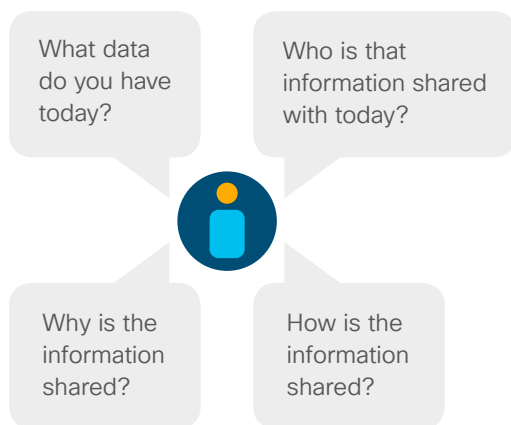 What data
do you have
today?
Who is that
information shared
with today?
Why is the
information
shared?
How is the
information
shared?